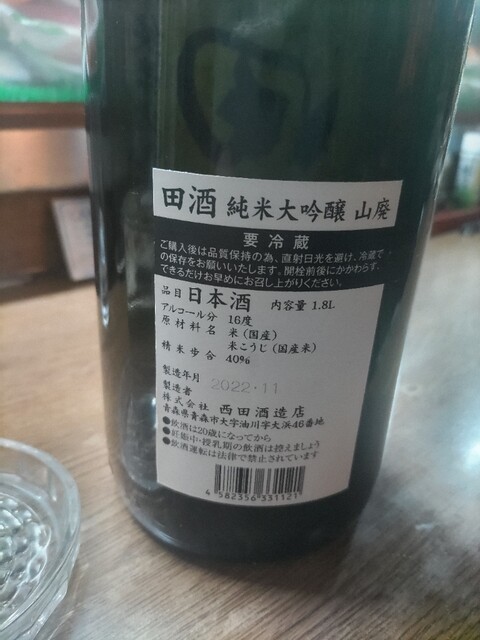 田酒 純米大吟醸 山廃
要冷蔵
ご購入後は品質保持の為、直射日光を避け、冷蔵で
の保存をお願いいたします。開栓前後にかかわらず、
できるだけお早めにお召し上がりください。
品目 日本酒 内容量 1.8L
アルコール分 16度
原材料名 米(国産)
米こうじ(国産米)
精米歩合 40%
製造年月 2022・11
製造者
株式会社 西田酒造店
青森県青森市大字油川字大浜46番地
●飲酒は20歳になってから
●妊娠中・授乳期の飲酒は控えましょう
●飲酒運転は法律で禁止されています
4582356331121